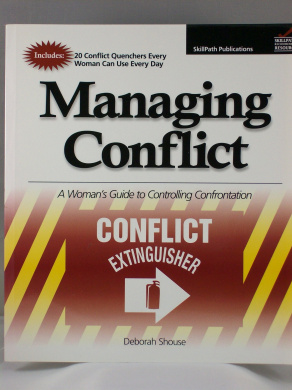 Includes:
20 Conflict Quenchers Every
Woman Can Use Every Day
SkillPath Publications
Managing
Conflict
A Woman's Guide to Controlling Confrontation
CONFLICT
EXTINGUISHER
Deborah Shouse